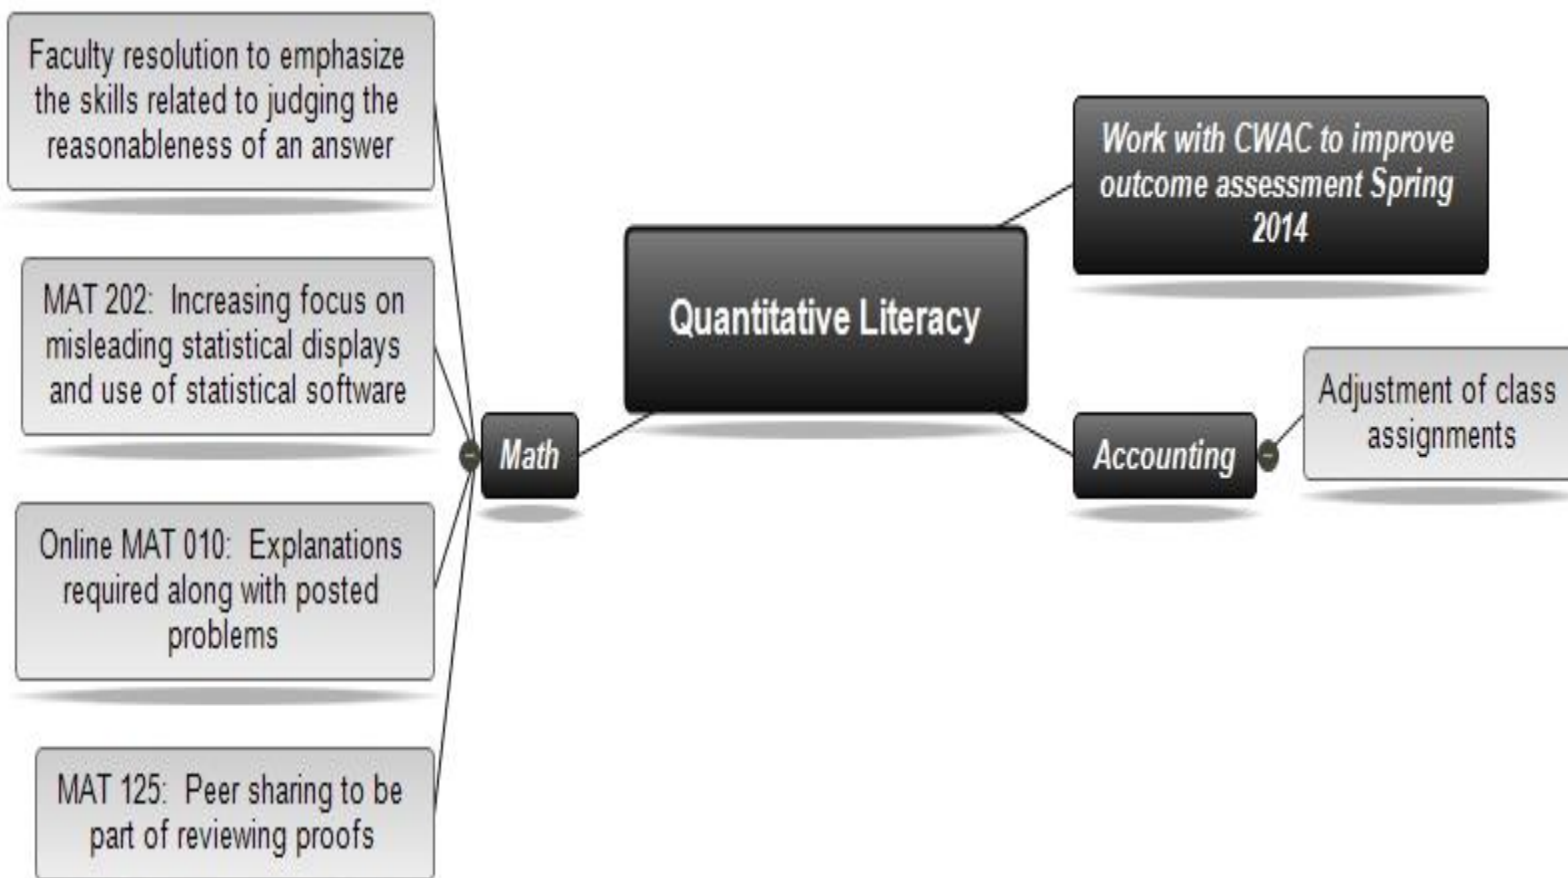 Faculty resolution to emphasize
the skills related to judging the
reasonableness of an answer
MAT 202:  Increasing focus on
misleading statistical displays
and use of statistical software
Online MAT 010:  Explanations
required along with posted
problems
MAT 125:  Peer sharing to be
part of reviewing proofs
Math
Quantitative Literacy
Work with CWAC to improve
outcome assessment Spring
2014
Accounting
Adjustment of class
assignments